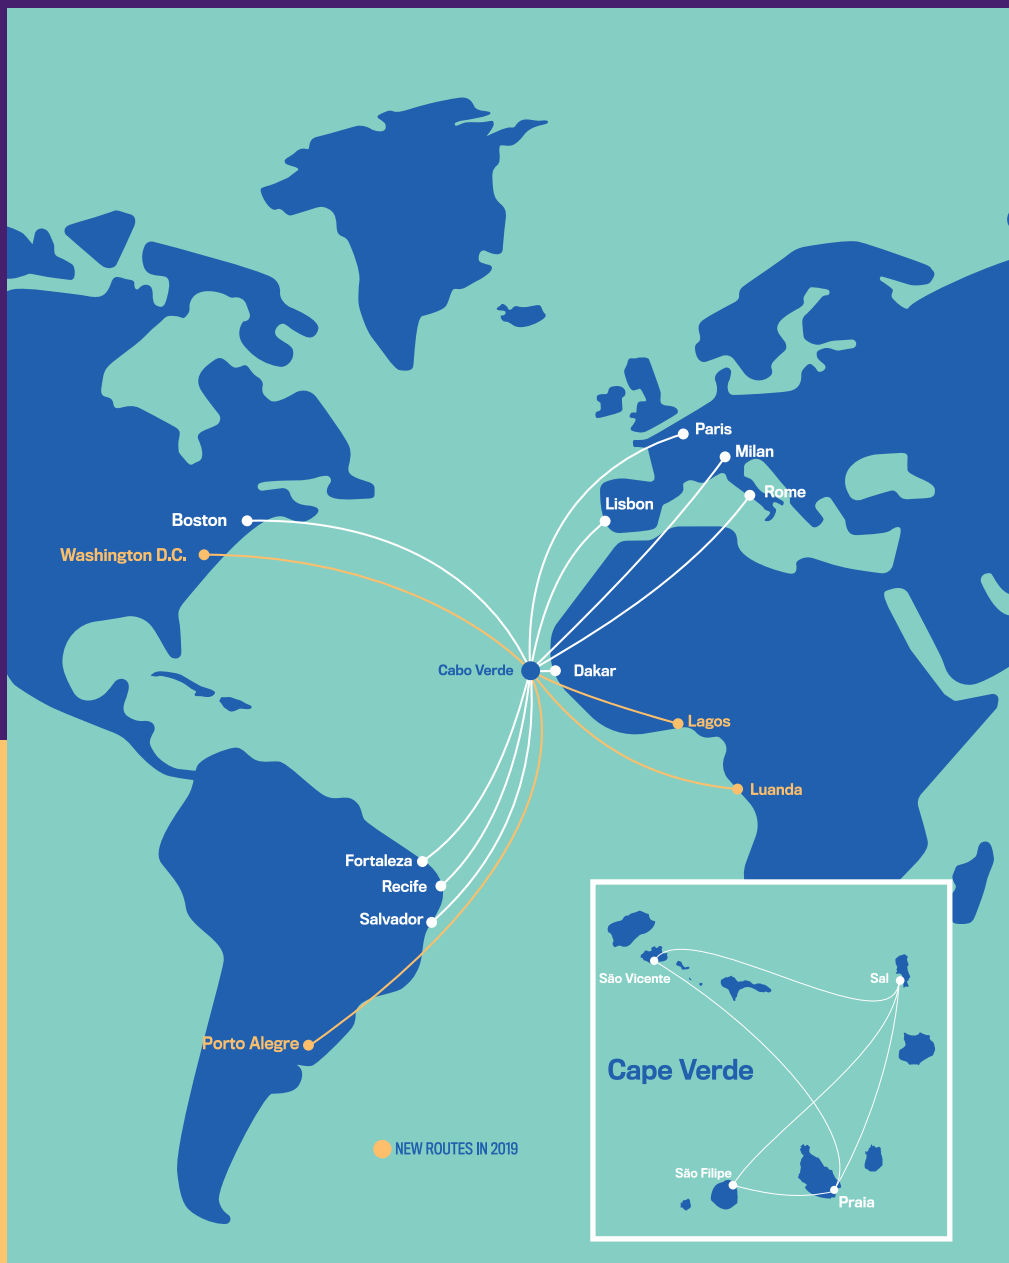 Paris
Milan
Rome
Lisbon
Boston
Washington D.C.
Cabo Verde
Dakar
Lagos
Luanda
Fortaleza
Recife
Salvador
Porto Alegre
NEW ROUTES IN 2019
São Vicente
Sal
Cape Verde
São Filipe
Praia